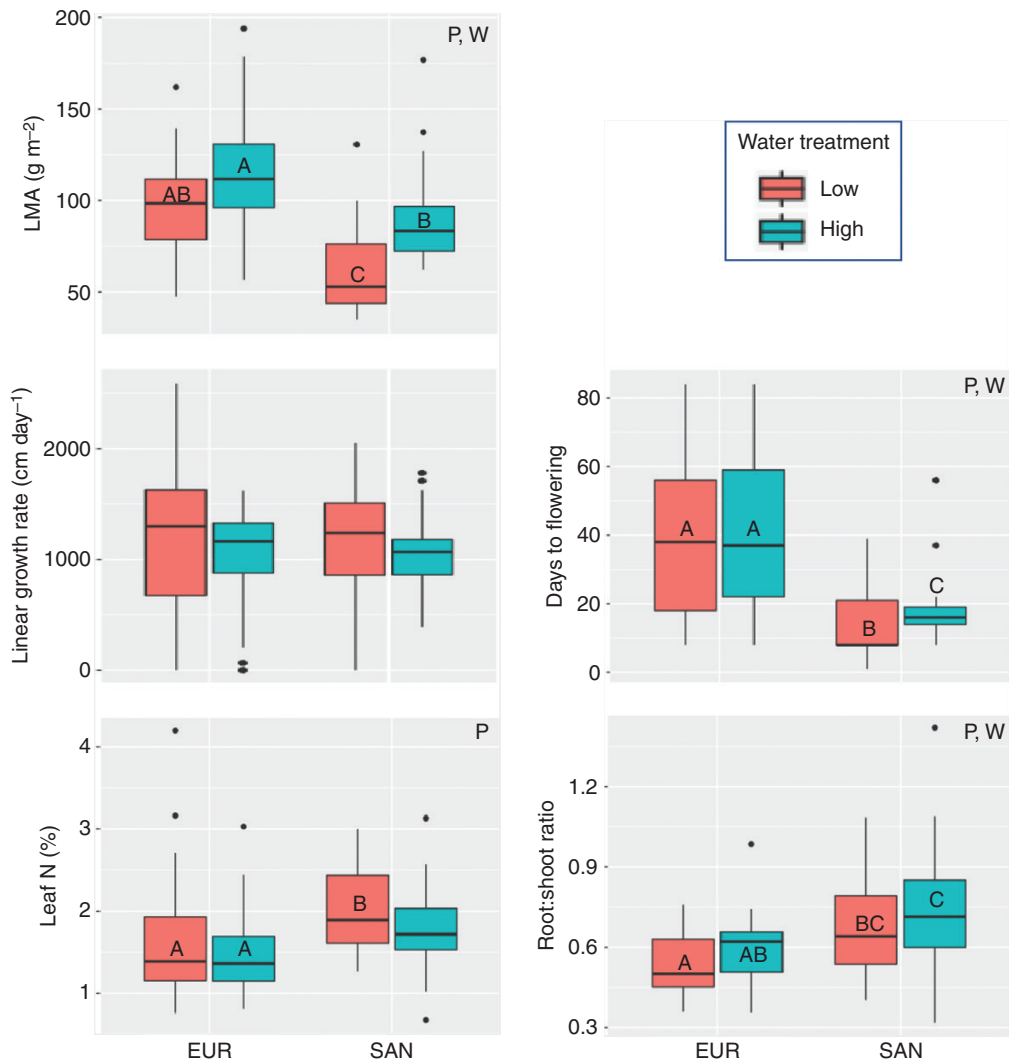 200
150
100
50
LMA (g m⁻²)
P, W
AB
A
C
B
Water treatment
Low
High
2000
1000
0
Linear growth rate (cm day⁻¹)
80
60
40
20
0
Days to flowering
P, W
A
A
B
C
4
3
2
1
Leaf N (%)
P
A
A
B
EUR
SAN
1.2
0.9
0.6
0.3
Root:shoot ratio
P, W
A
AB
BC
C
EUR
SAN